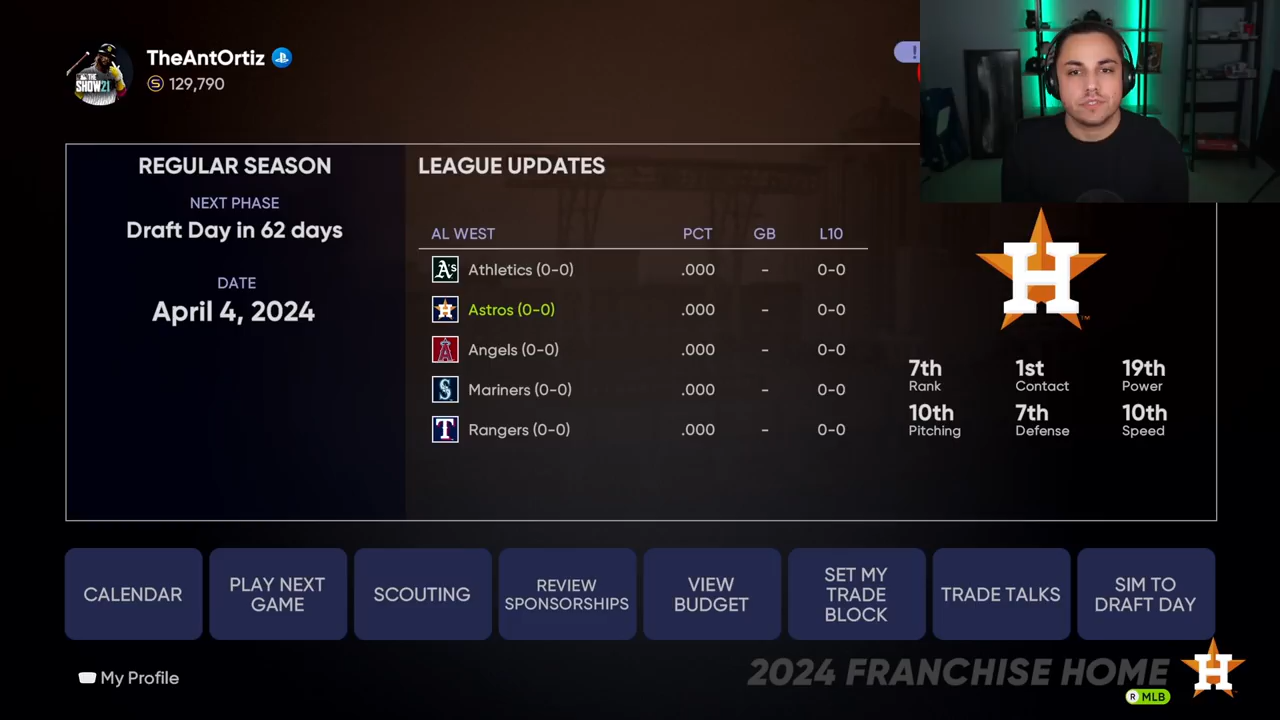 TheAntOrtiz
129,790
THE
SHOW21
!
REGULAR SEASON
NEXT PHASE
Draft Day in 62 days
DATE
April 4, 2024
LEAGUE UPDATES
AL WEST PCT GB L10
A's Athletics (0-0) .000 - 0-0
H Astros (0-0) .000 - 0-0
A Angels (0-0) .000 - 0-0
S Mariners (0-0) .000 - 0-0
T Rangers (0-0) .000 - 0-0
H
TM
7th 1st 19th
Rank Contact Power
10th 7th 10th
Pitching Defense Speed
CALENDAR
PLAY NEXT
GAME
SCOUTING
REVIEW
SPONSORSHIPS
VIEW
BUDGET
SET MY
TRADE
BLOCK
TRADE TALKS
SIM TO
DRAFT DAY
My Profile
2024 FRANCHISE HOME
H
R MLB